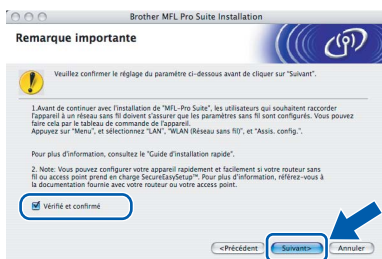 Brother MFL Pro Suite Installation
Remarque importante
Veuillez confirmer le réglage du paramètre ci-dessous avant de cliquer sur "Suivant".
1.Avant de continuer avec l'installation de "MFL-Pro Suite", les utilisateurs qui souhaitent raccorder
l'appareil à un réseau sans fil doivent s'assurer que les paramètres sans fil sont configurés. Vous pouvez
faire cela par le tableau de commande de l'appareil.
Appuyez sur "Menu", et sélectionnez "LAN", "WLAN (Réseau sans fil)", et "Assis. config.".
Pour plus d'information, consultez le "Guide d'installation rapide".
2. Note: Vous pouvez configurer votre appareil rapidement et facilement si votre routeur sans
fil ou access point prend en charge SecureEasySetup™. Pour plus d'information, référez-vous à
la documentation fournie avec votre routeur ou votre access point.
Vérifié et confirmé
<Précédent Suivant> Annuler